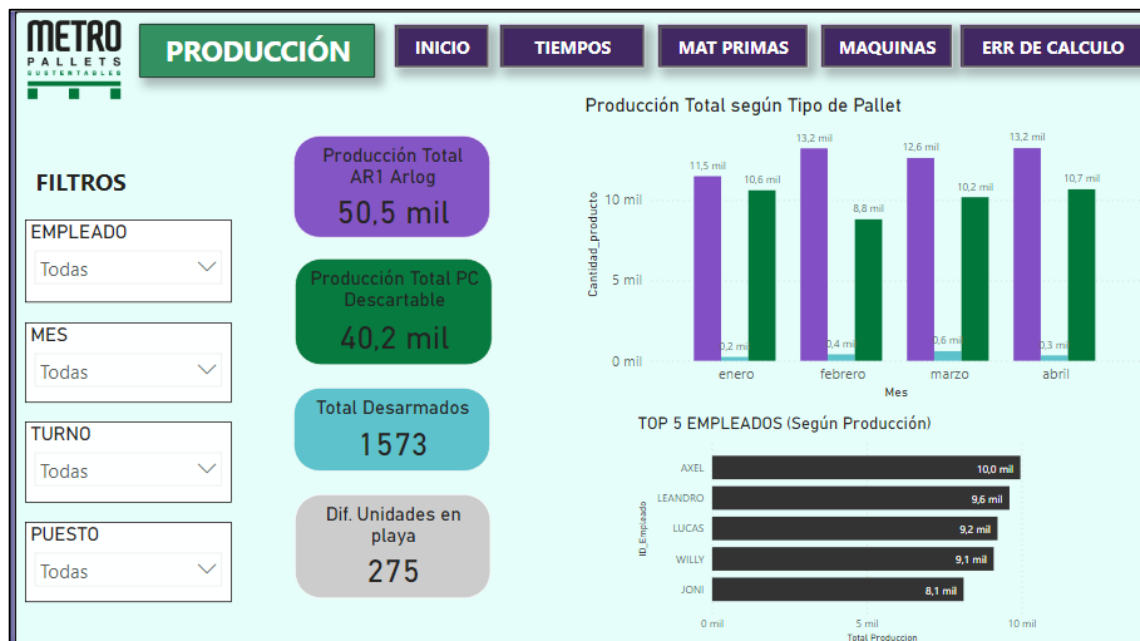 METRO
PALLETS
SUSTENTABLES
PRODUCCIÓN
INICIO
TIEMPOS
MAT PRIMAS
MAQUINAS
ERR DE CALCULO
FILTROS
EMPLEADO
Todas
MES
Todas
TURNO
Todas
PUESTO
Todas
Producción Total
AR1 Arlog
50,5 mil
Producción Total PC
Descartable
40,2 mil
Total Desarmados
1573
Dif. Unidades en
playa
275
Producción Total según Tipo de Pallet
Cantidad_producto
10 mil
5 mil
0 mil
11,5 mil
0,2 mil
10,6 mil
13,2 mil
0,4 mil
8,8 mil
12,6 mil
0,6 mil
10,2 mil
13,2 mil
0,3 mil
10,7 mil
enero
febrero
marzo
abril
Mes
TOP 5 EMPLEADOS (Según Producción)
ID_Empleado
AXEL
10,0 mil
LEANDRO
9,6 mil
LUCAS
9,2 mil
WILLY
9,1 mil
JONI
8,1 mil
0 mil
5 mil
10 mil
Total Produccion